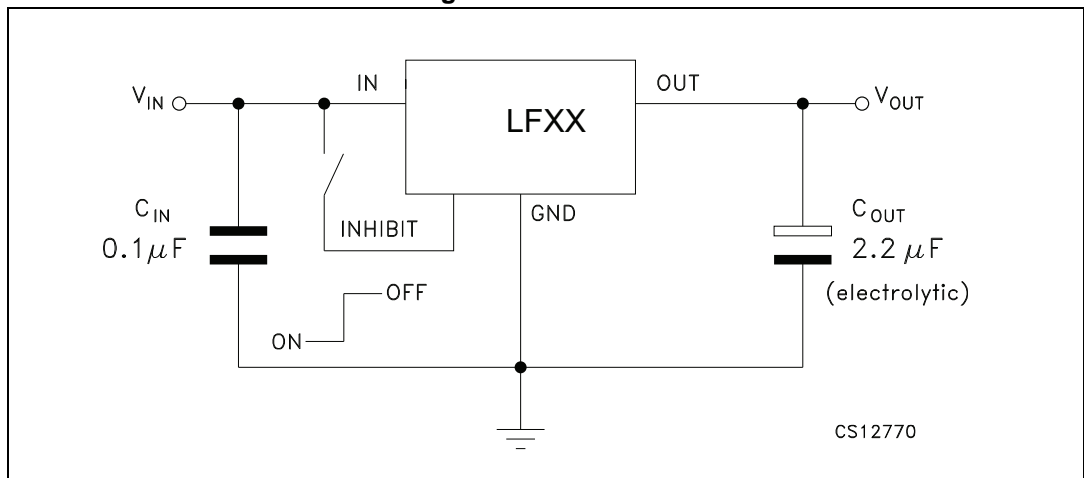 V_IN
IN
LFXX
OUT
V_OUT
C_IN
0.1μF
INHIBIT
GND
C_OUT
2.2 μF
(electrolytic)
OFF
ON
CS12770